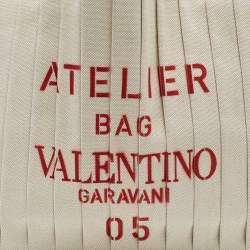 ATELIER
BAG
VALENTINO
GARAVANI
05